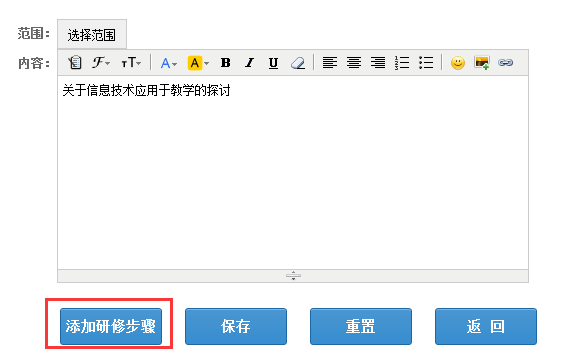 范围：
选择范围
内容：
关于信息技术应用于教学的探讨
添加研修步骤 保存 重置 返 回